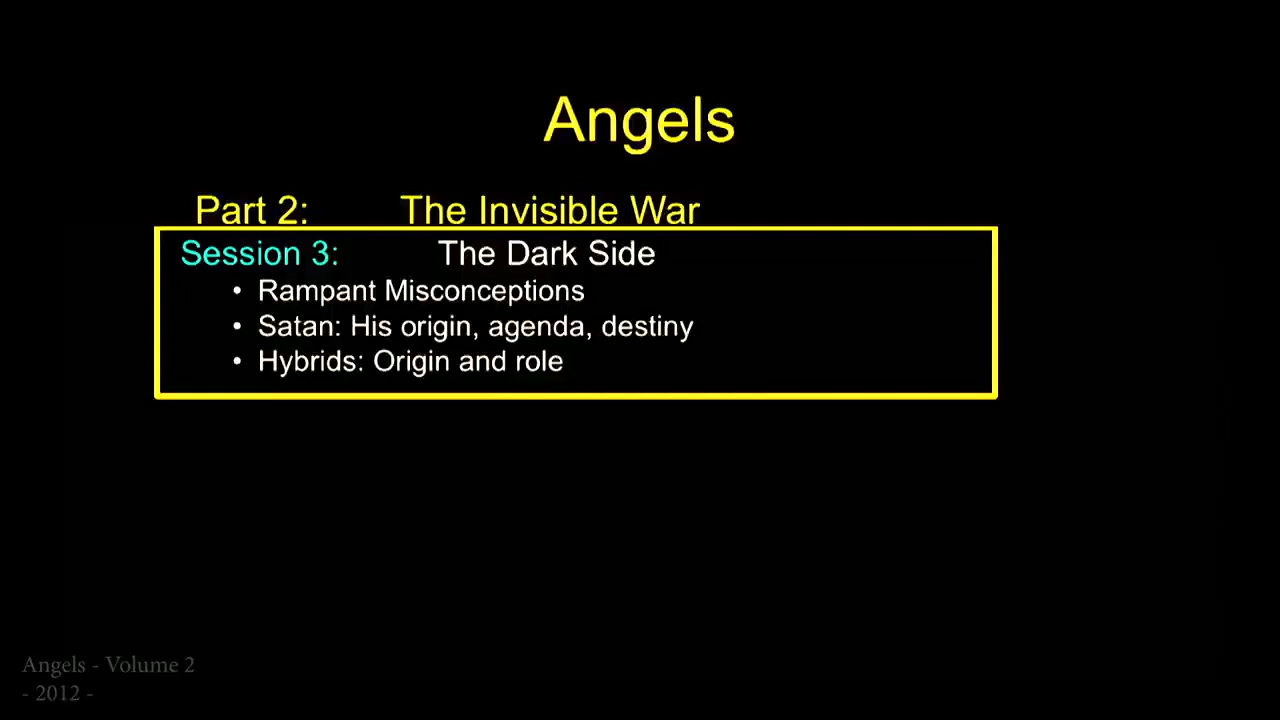 Angels
Part 2: The Invisible War
Session 3: The Dark Side
• Rampant Misconceptions
• Satan: His origin, agenda, destiny
• Hybrids: Origin and role
Angels - Volume 2
- 2012 -